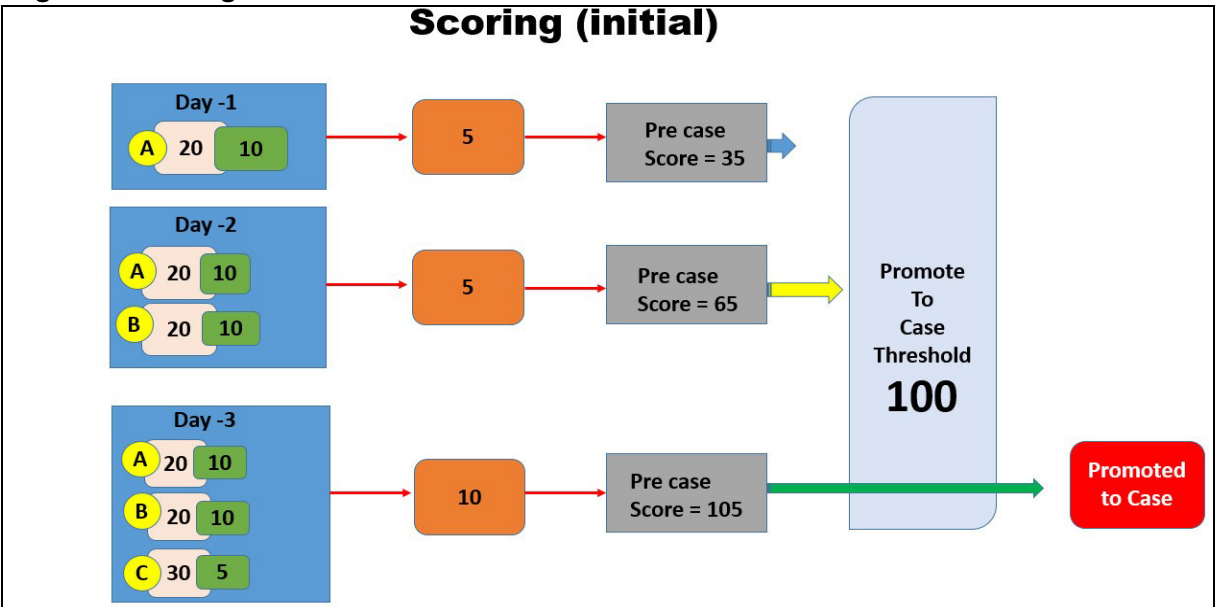 Scoring (initial)
Day -1
A 20 10
5
Pre case
Score = 35
Day -2
A 20 10
B 20 10
5
Pre case
Score = 65
Promote
To
Case
Threshold
100
Day -3
A 20 10
B 20 10
C 30 5
10
Pre case
Score = 105
Promoted
to Case